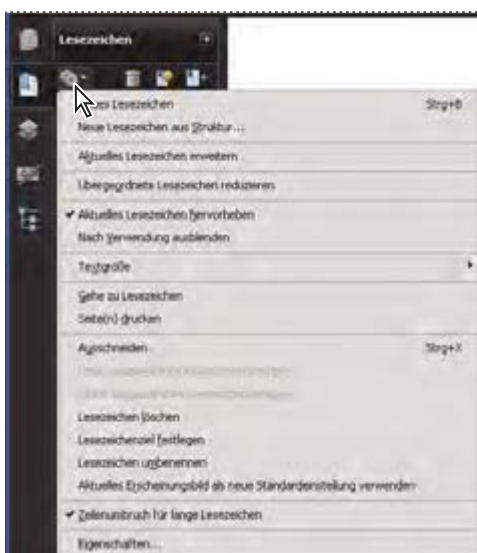 Lesezeichen
Lesezeichen Strg+B
Neue Lesezeichen aus Struktur...
Aktuelles Lesezeichen erweitern
Übergeordnete Lesezeichen reduzieren
Aktuelles Lesezeichen hervorheben
Nach Verwendung ausblenden
Textgröße
Gehe zu Lesezeichen
Seite(n) drucken
Ausschneiden Strg+X
Lesezeichen löschen
Lesezeichenziel festlegen
Lesezeichen umbenennen
Aktuelles Erscheinungsbild als neue Standardeinstellung verwenden
Zeilenumbruch für lange Lesezeichen
Eigenschaften...